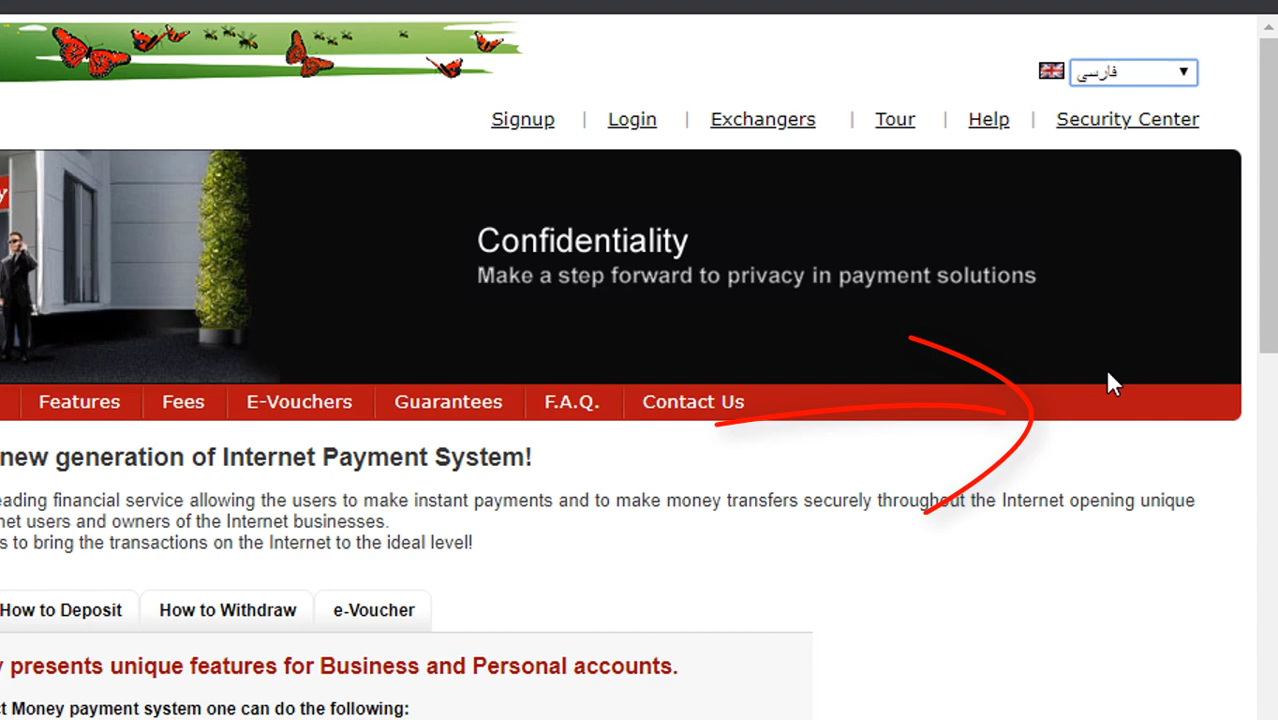 فارسی
Signup | Login | Exchangers | Tour | Help | Security Center
y
Confidentiality
Make a step forward to privacy in payment solutions
Features Fees E-Vouchers Guarantees F.A.Q. Contact Us
new generation of Internet Payment System!
eading financial service allowing the users to make instant payments and to make money transfers securely throughout the Internet opening unique
net users and owners of the Internet businesses.
s to bring the transactions on the Internet to the ideal level!
How to Deposit How to Withdraw e-Voucher
y presents unique features for Business and Personal accounts.
ct Money payment system one can do the following: